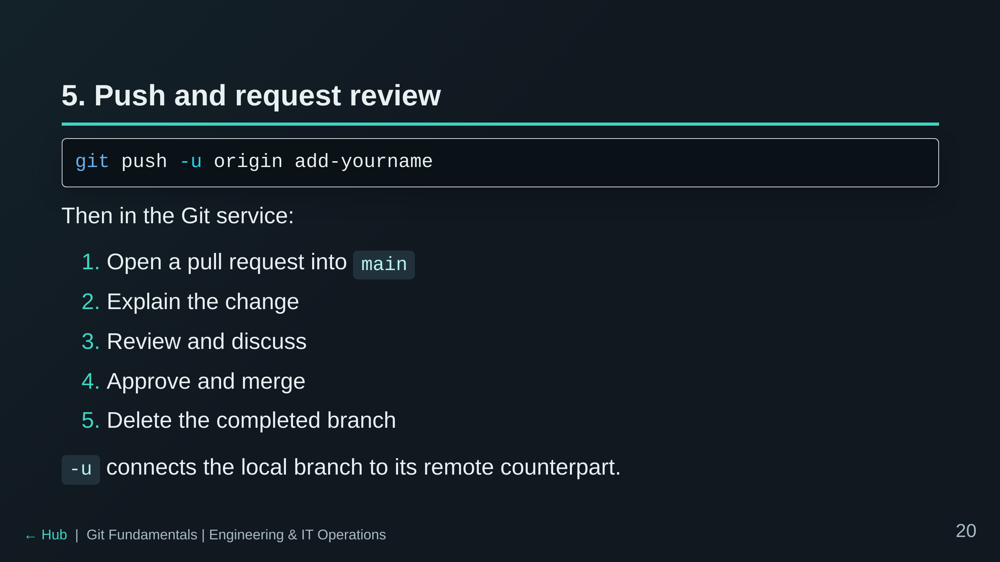 5. Push and request review
git push -u origin add-yourname
Then in the Git service:
1. Open a pull request into main
2. Explain the change
3. Review and discuss
4. Approve and merge
5. Delete the completed branch
-u connects the local branch to its remote counterpart.
← Hub | Git Fundamentals | Engineering & IT Operations
20